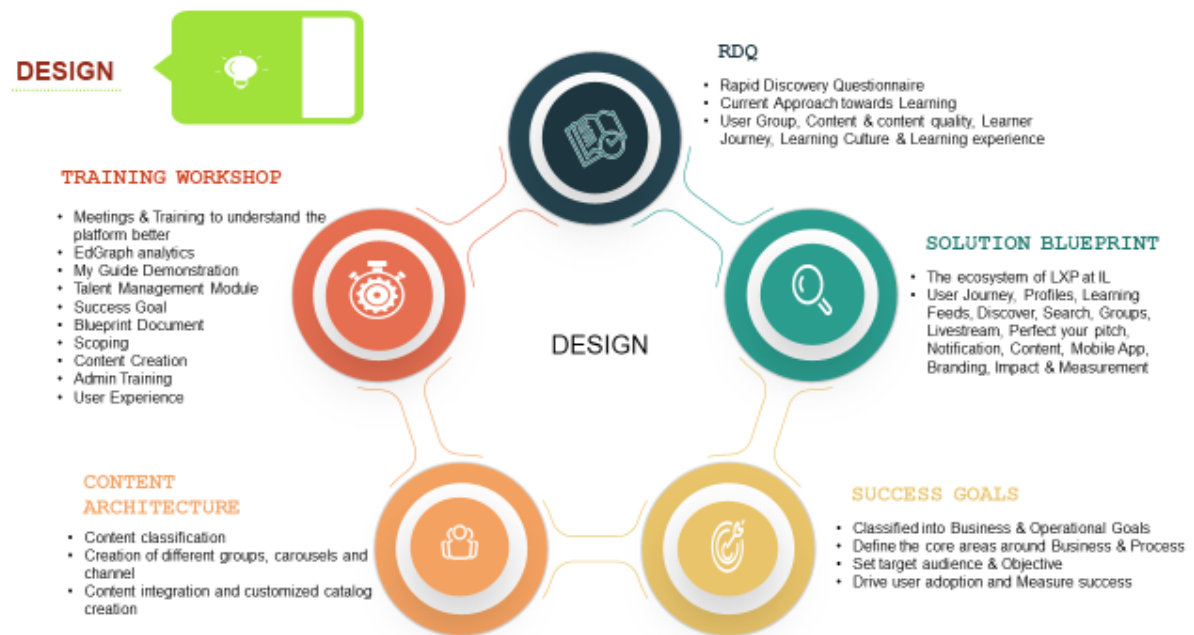 DESIGN
RDQ
• Rapid Discovery Questionnaire
• Current Approach towards Learning
• User Group, Content & content quality, Learner
Journey, Learning Culture & Learning experience
TRAINING WORKSHOP
• Meetings & Training to understand the
platform better
• EdGraph analytics
• My Guide Demonstration
• Talent Management Module
• Success Goal
• Blueprint Document
• Scoping
• Content Creation
• Admin Training
• User Experience
SOLUTION BLUEPRINT
• The ecosystem of LXP at IL
• User Journey, Profiles, Learning
Feeds, Discover, Search, Groups,
Livestream, Perfect your pitch,
Notification, Content, Mobile App,
Branding, Impact & Measurement
DESIGN
CONTENT
ARCHITECTURE
• Content classification
• Creation of different groups, carousels and
channel
• Content integration and customized catalog
creation
SUCCESS GOALS
• Classified into Business & Operational Goals
• Define the core areas around Business & Process
• Set target audience & Objective
• Drive user adoption and Measure success